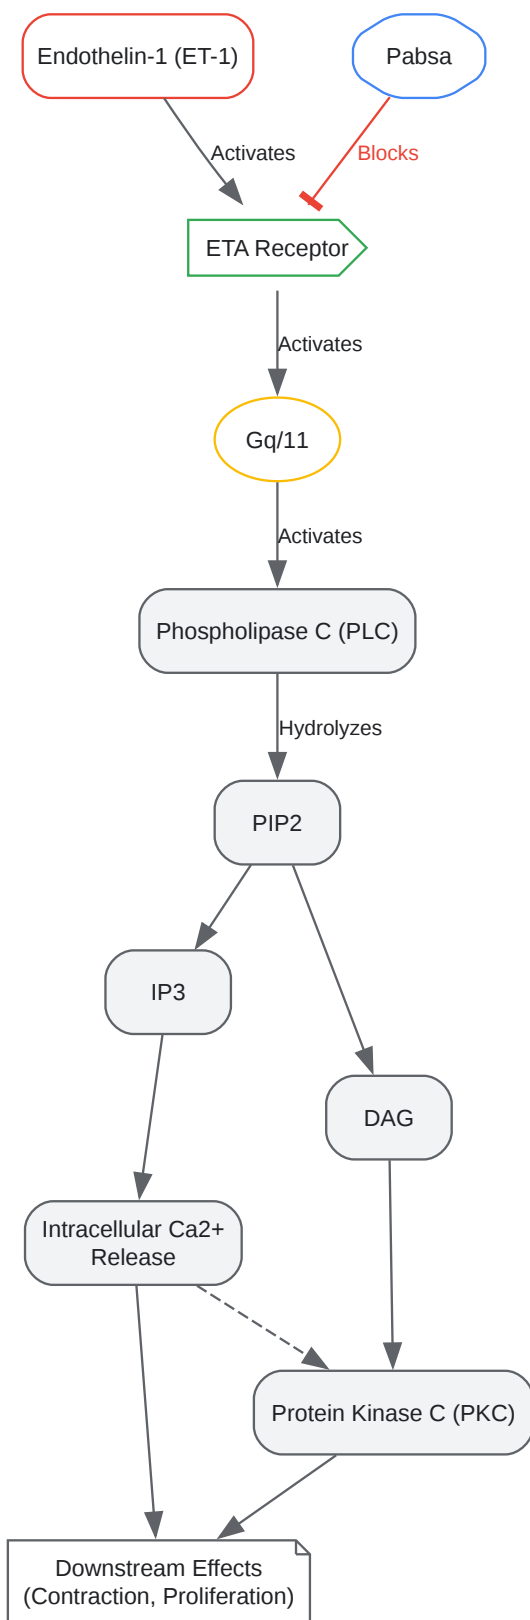 Endothelin-1 (ET-1)
Pabsa
Activates
Blocks
ETA Receptor
Activates
Gq/11
Activates
Phospholipase C (PLC)
Hydrolyzes
PIP2
IP3
DAG
Intracellular Ca2+
Release
Protein Kinase C (PKC)
Downstream Effects
(Contraction, Proliferation)